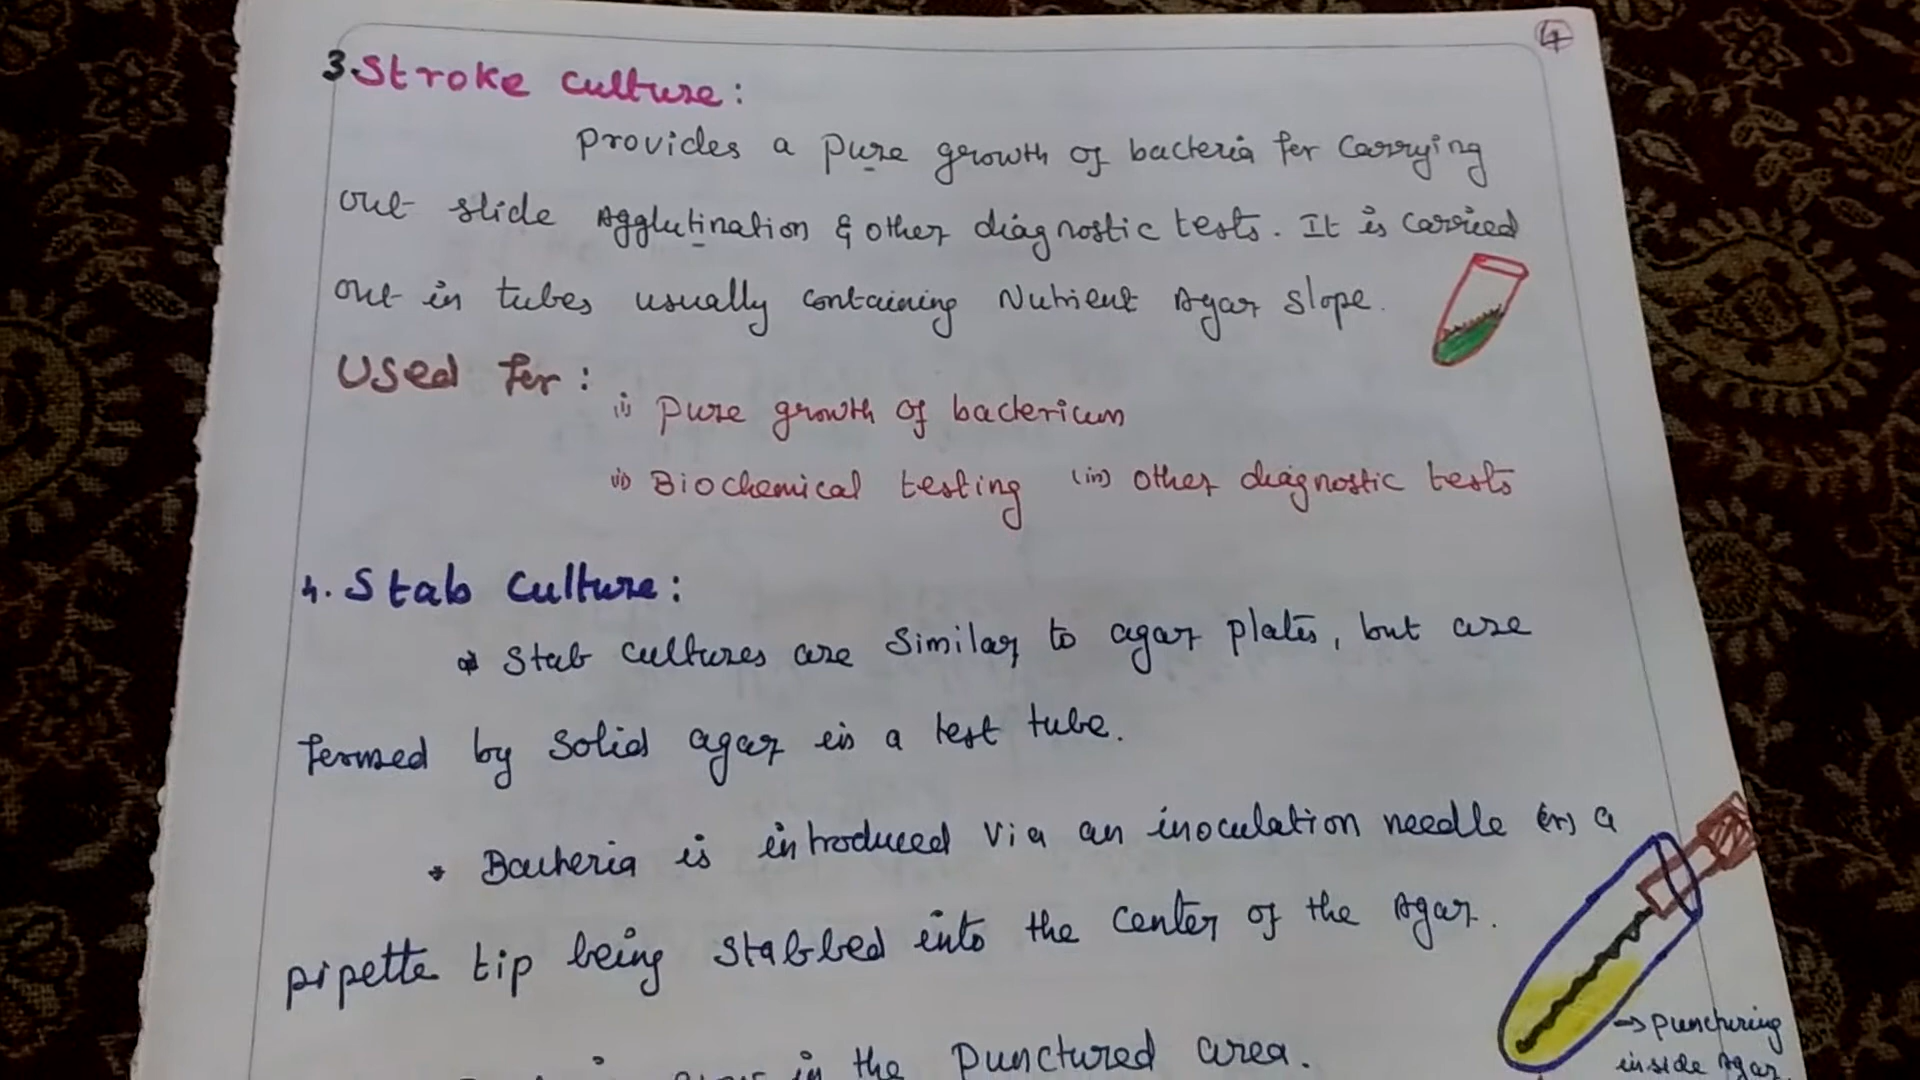 4
3. Stroke culture:
provides a pure growth of bacteria for carrying
out slide Agglutination & other diagnostic tests. It is carried
out in tubes usually containing Nutrient Agar slope.
Used for:
i) pure growth of bacterium
ii) Biochemical testing (iii) other diagnostic tests
4. Stab culture:
* Stab cultures are similar to agar plates, but are
formed by solid agar in a test tube.
* Bacteria is introduced via an inoculation needle (or) a
pipette tip being stabbed into the center of the Agar.
in the punctured area.
→ puncturing
inside Agar.